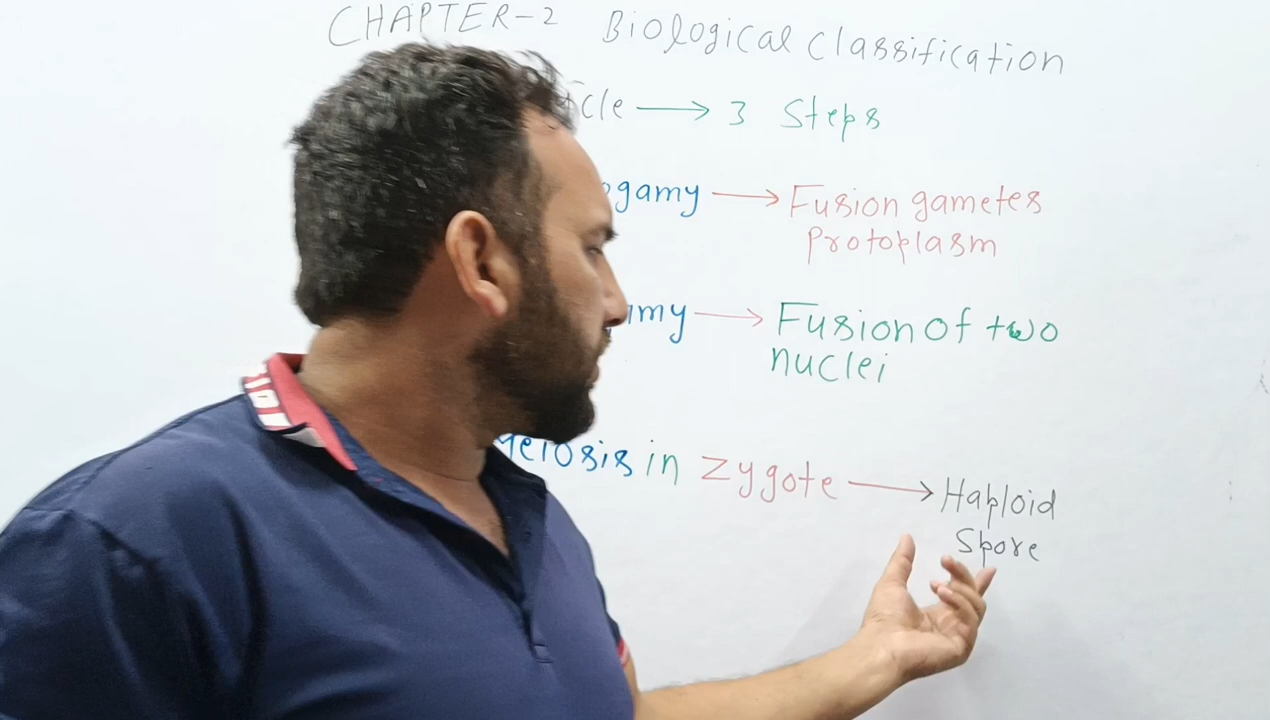 CHAPTER-2 Biological Classification
cle → 3 Steps
ogamy → Fusion gametes
Protoplasm
amy → Fusion Of two
nuclei
Meiosis in Zygote → Haploid
Spore